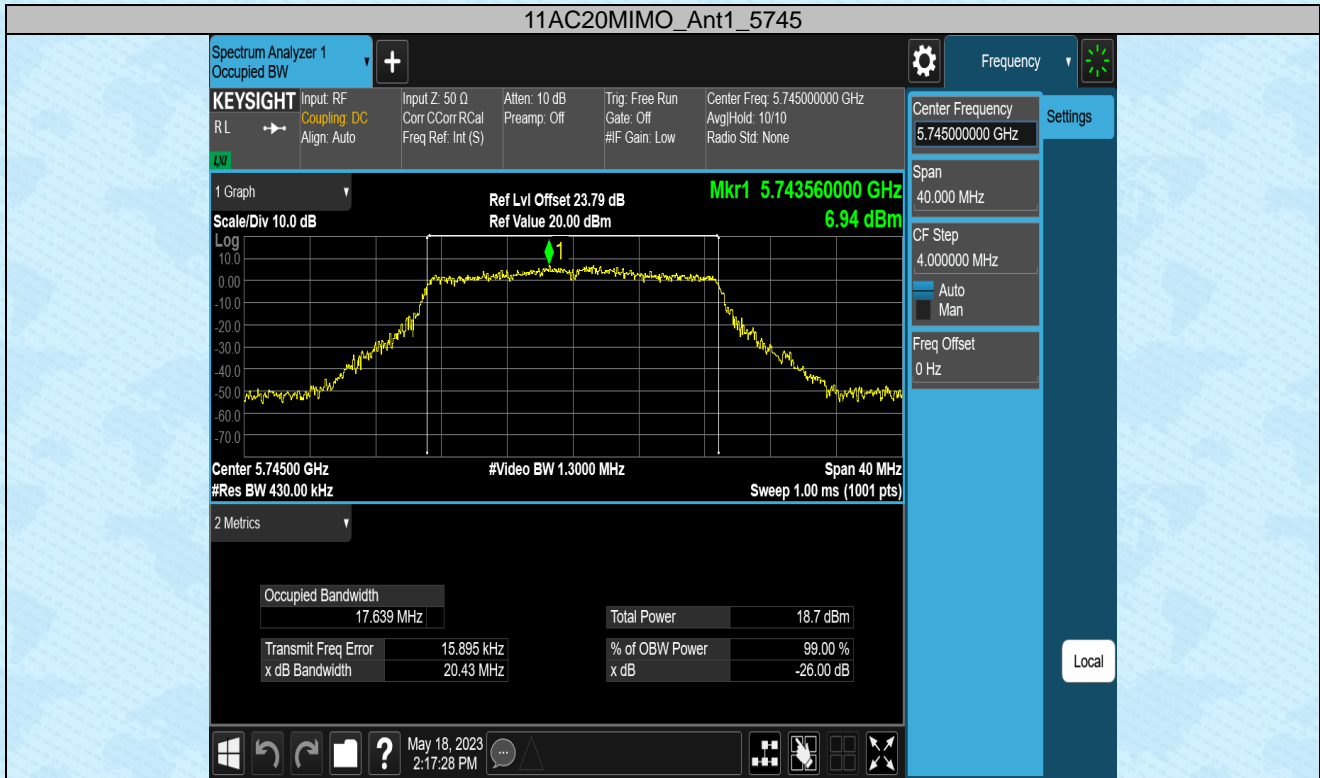 11AC20MIMO_Ant1_5745
Spectrum Analyzer 1
Occupied BW
+
Frequency
KEYSIGHT
R L
LXI
Input: RF
Coupling: DC
Align: Auto
Input Z: 50 Ω
Corr CCorr RCal
Freq Ref: Int (S)
Atten: 10 dB
Preamp: Off
Trig: Free Run
Gate: Off
#IF Gain: Low
Center Freq: 5.745000000 GHz
Avg|Hold: 10/10
Radio Std: None
Center Frequency
5.745000000 GHz
Settings
Span
40.000 MHz
CF Step
4.000000 MHz
Auto
Man
Freq Offset
0 Hz
Local
1 Graph
Scale/Div 10.0 dB
Ref Lvl Offset 23.79 dB
Ref Value 20.00 dBm
Mkr1 5.743560000 GHz
6.94 dBm
Log
10.0
0.00
-10.0
-20.0
-30.0
-40.0
-50.0
-60.0
-70.0
1
Center 5.74500 GHz
#Res BW 430.00 kHz
#Video BW 1.3000 MHz
Span 40 MHz
Sweep 1.00 ms (1001 pts)
2 Metrics
Occupied Bandwidth
17.639 MHz
Total Power 18.7 dBm
Transmit Freq Error 15.895 kHz
% of OBW Power 99.00 %
x dB Bandwidth 20.43 MHz
x dB -26.00 dB
?
May 18, 2023
2:17:28 PM